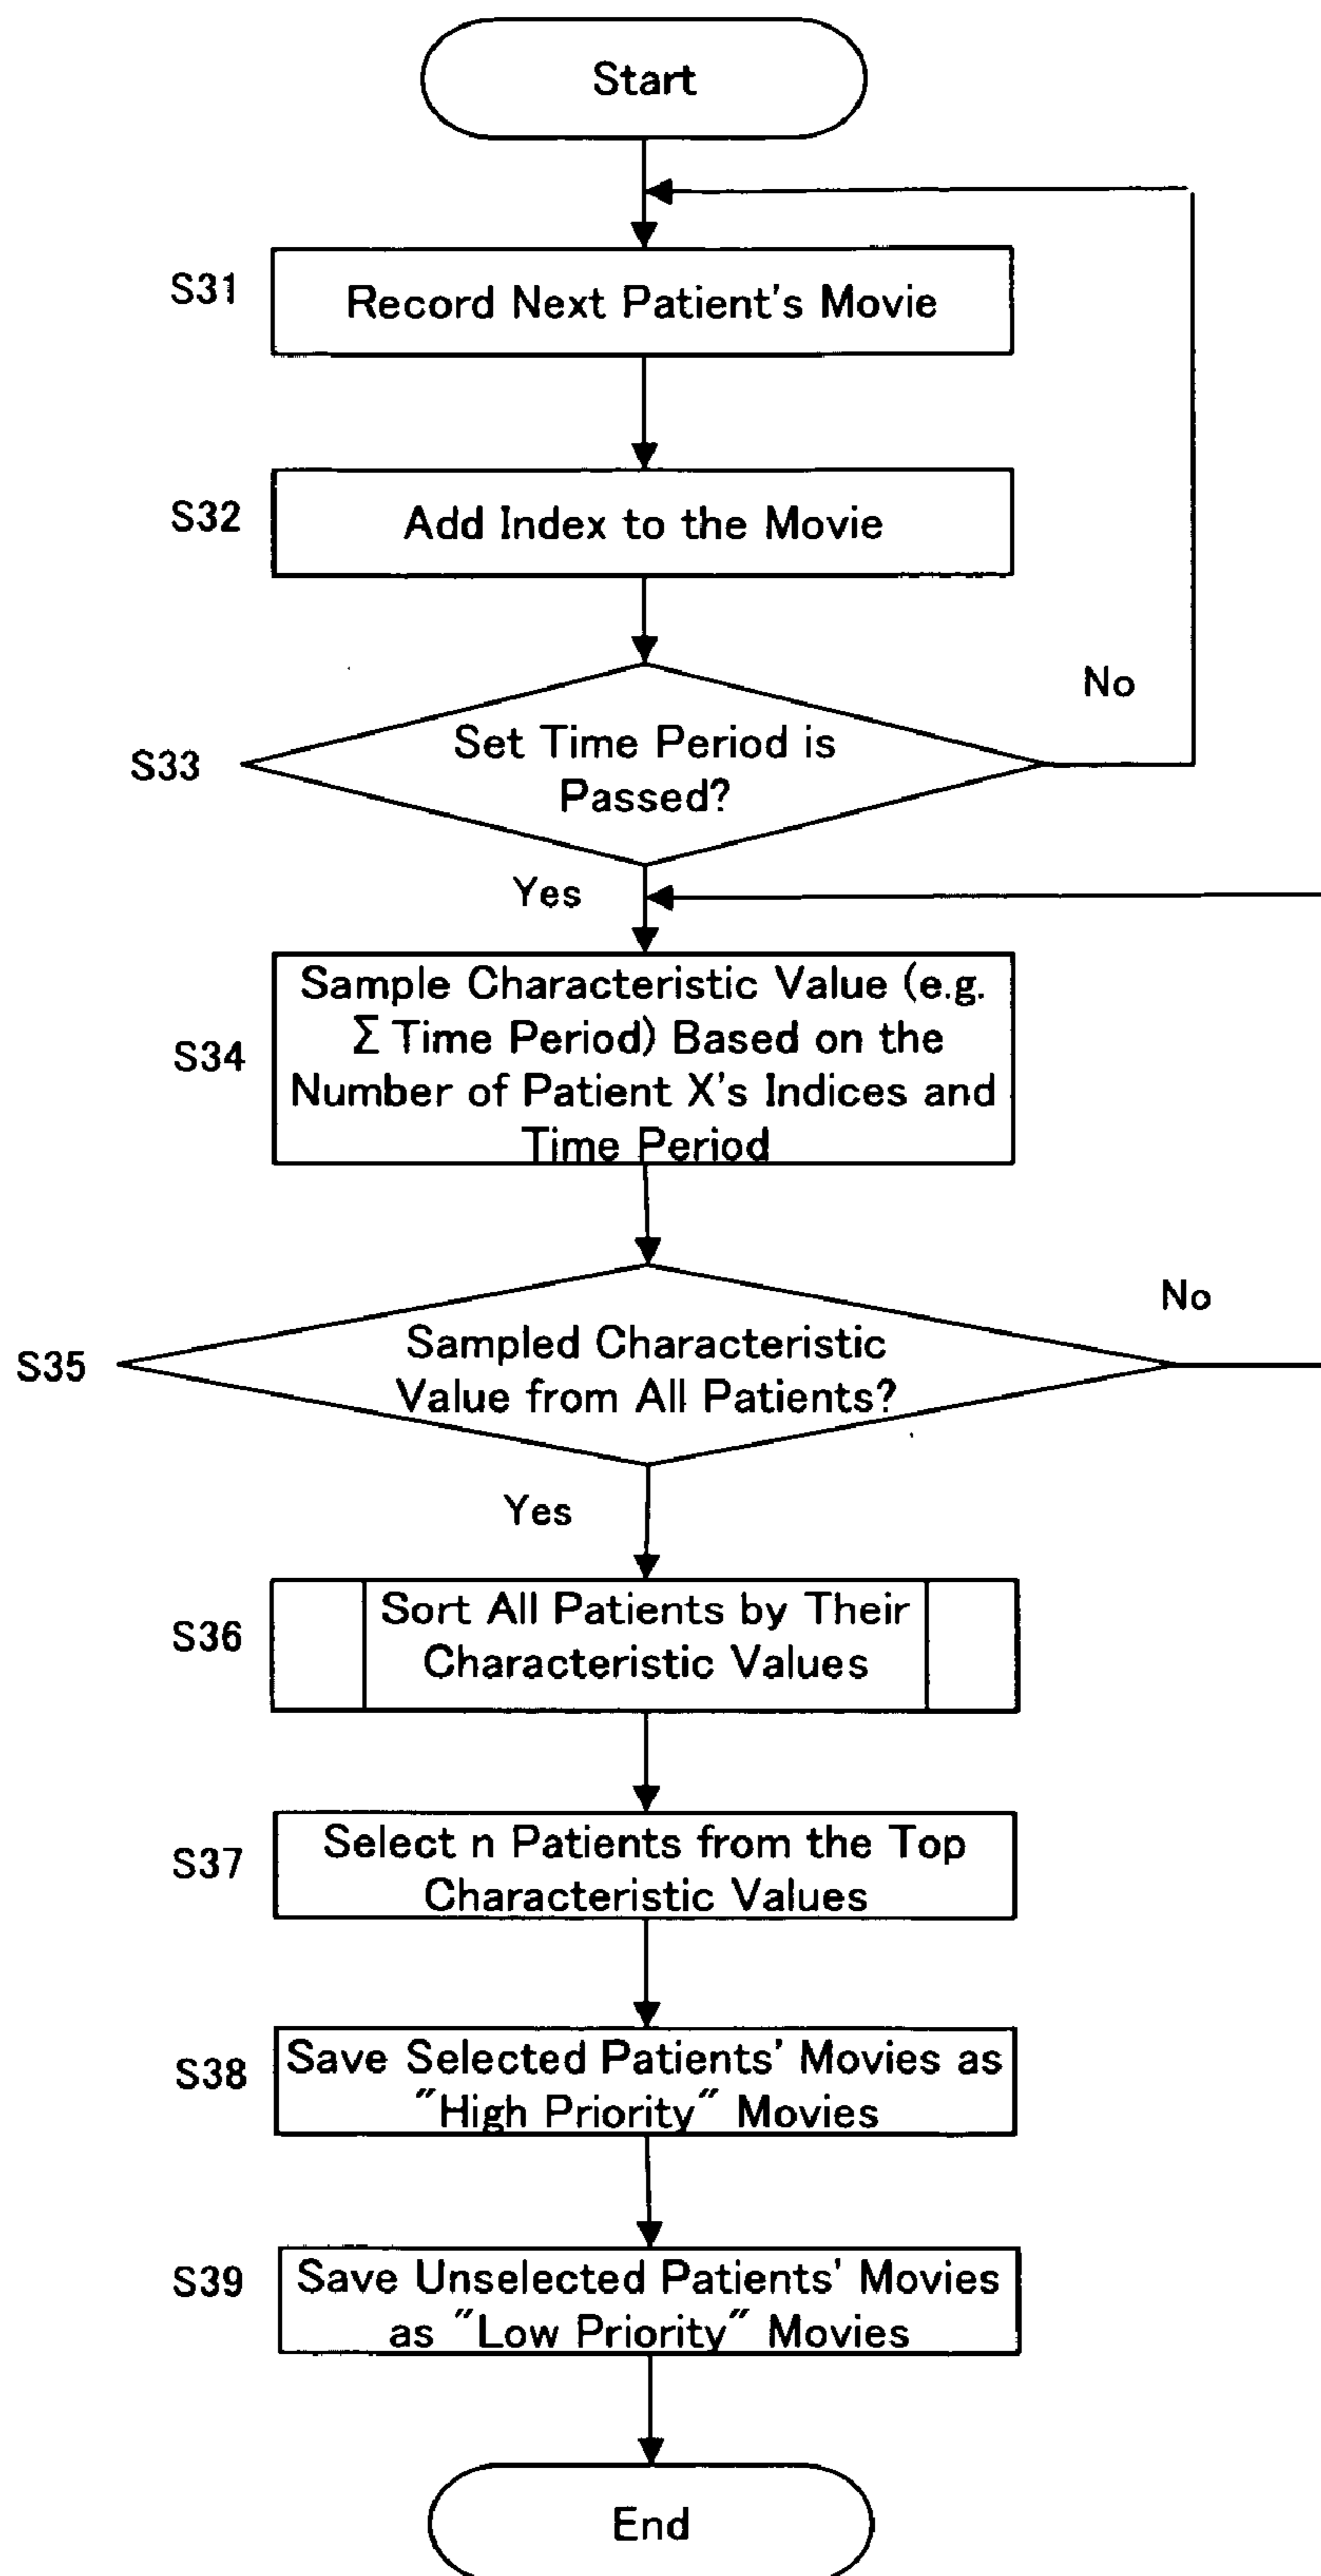 Start
S31
Record Next Patient's Movie
S32
Add Index to the Movie
No
S33
Set Time Period is
Passed?
Yes
S34
Sample Characteristic Value (e.g.
Σ Time Period) Based on the
Number of Patient X's Indices and
Time Period
No
S35
Sampled Characteristic
Value from All Patients?
Yes
S36
Sort All Patients by Their
Characteristic Values
S37
Select n Patients from the Top
Characteristic Values
S38
Save Selected Patients' Movies as
"High Priority" Movies
S39
Save Unselected Patients' Movies
as "Low Priority" Movies
End